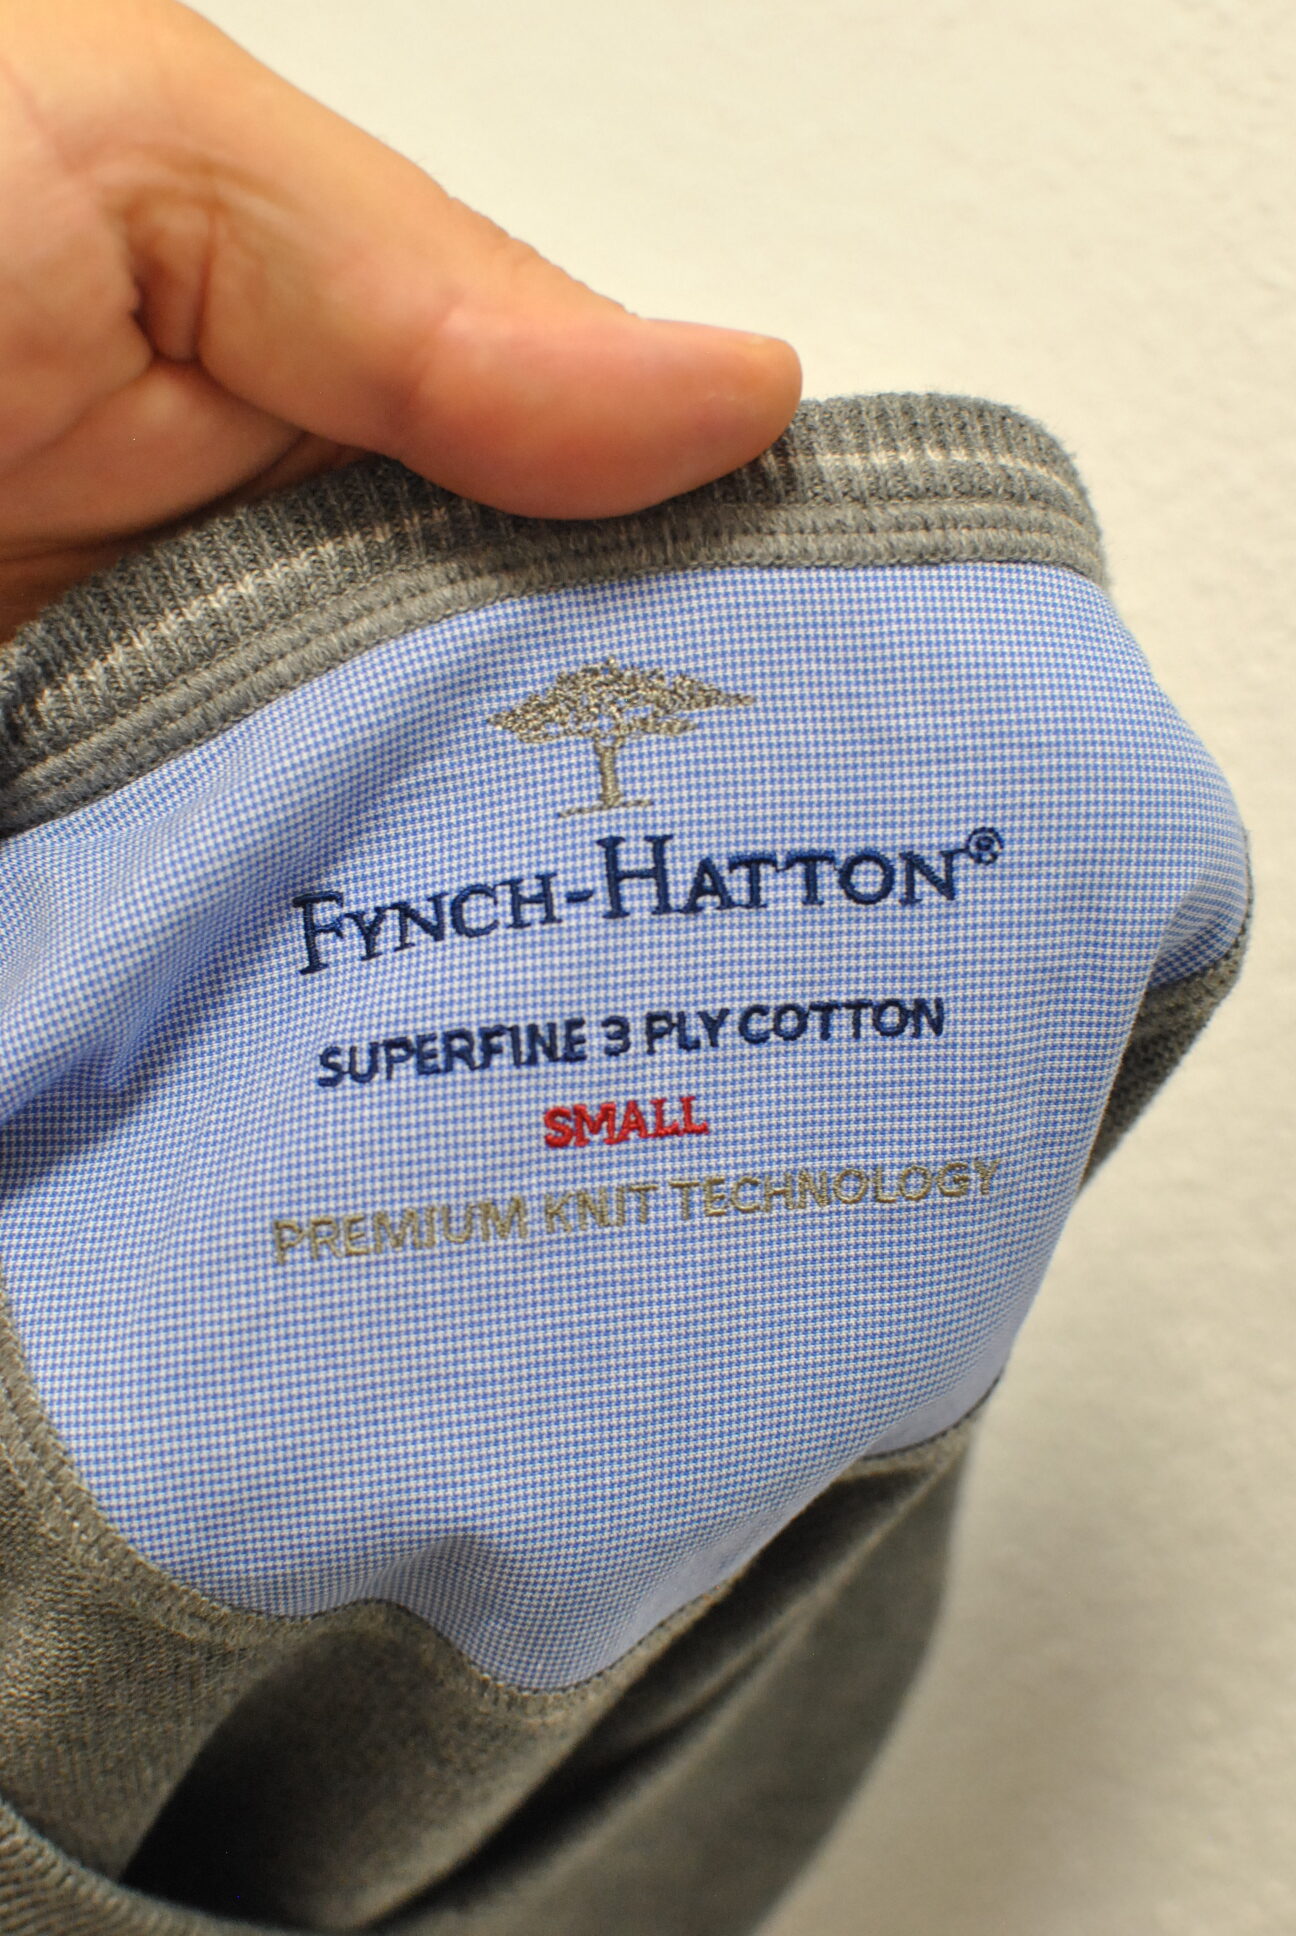 FYNCH-HATTON®
SUPERFINE 3 PLY COTTON
SMALL
PREMIUM KNIT TECHNOLOGY